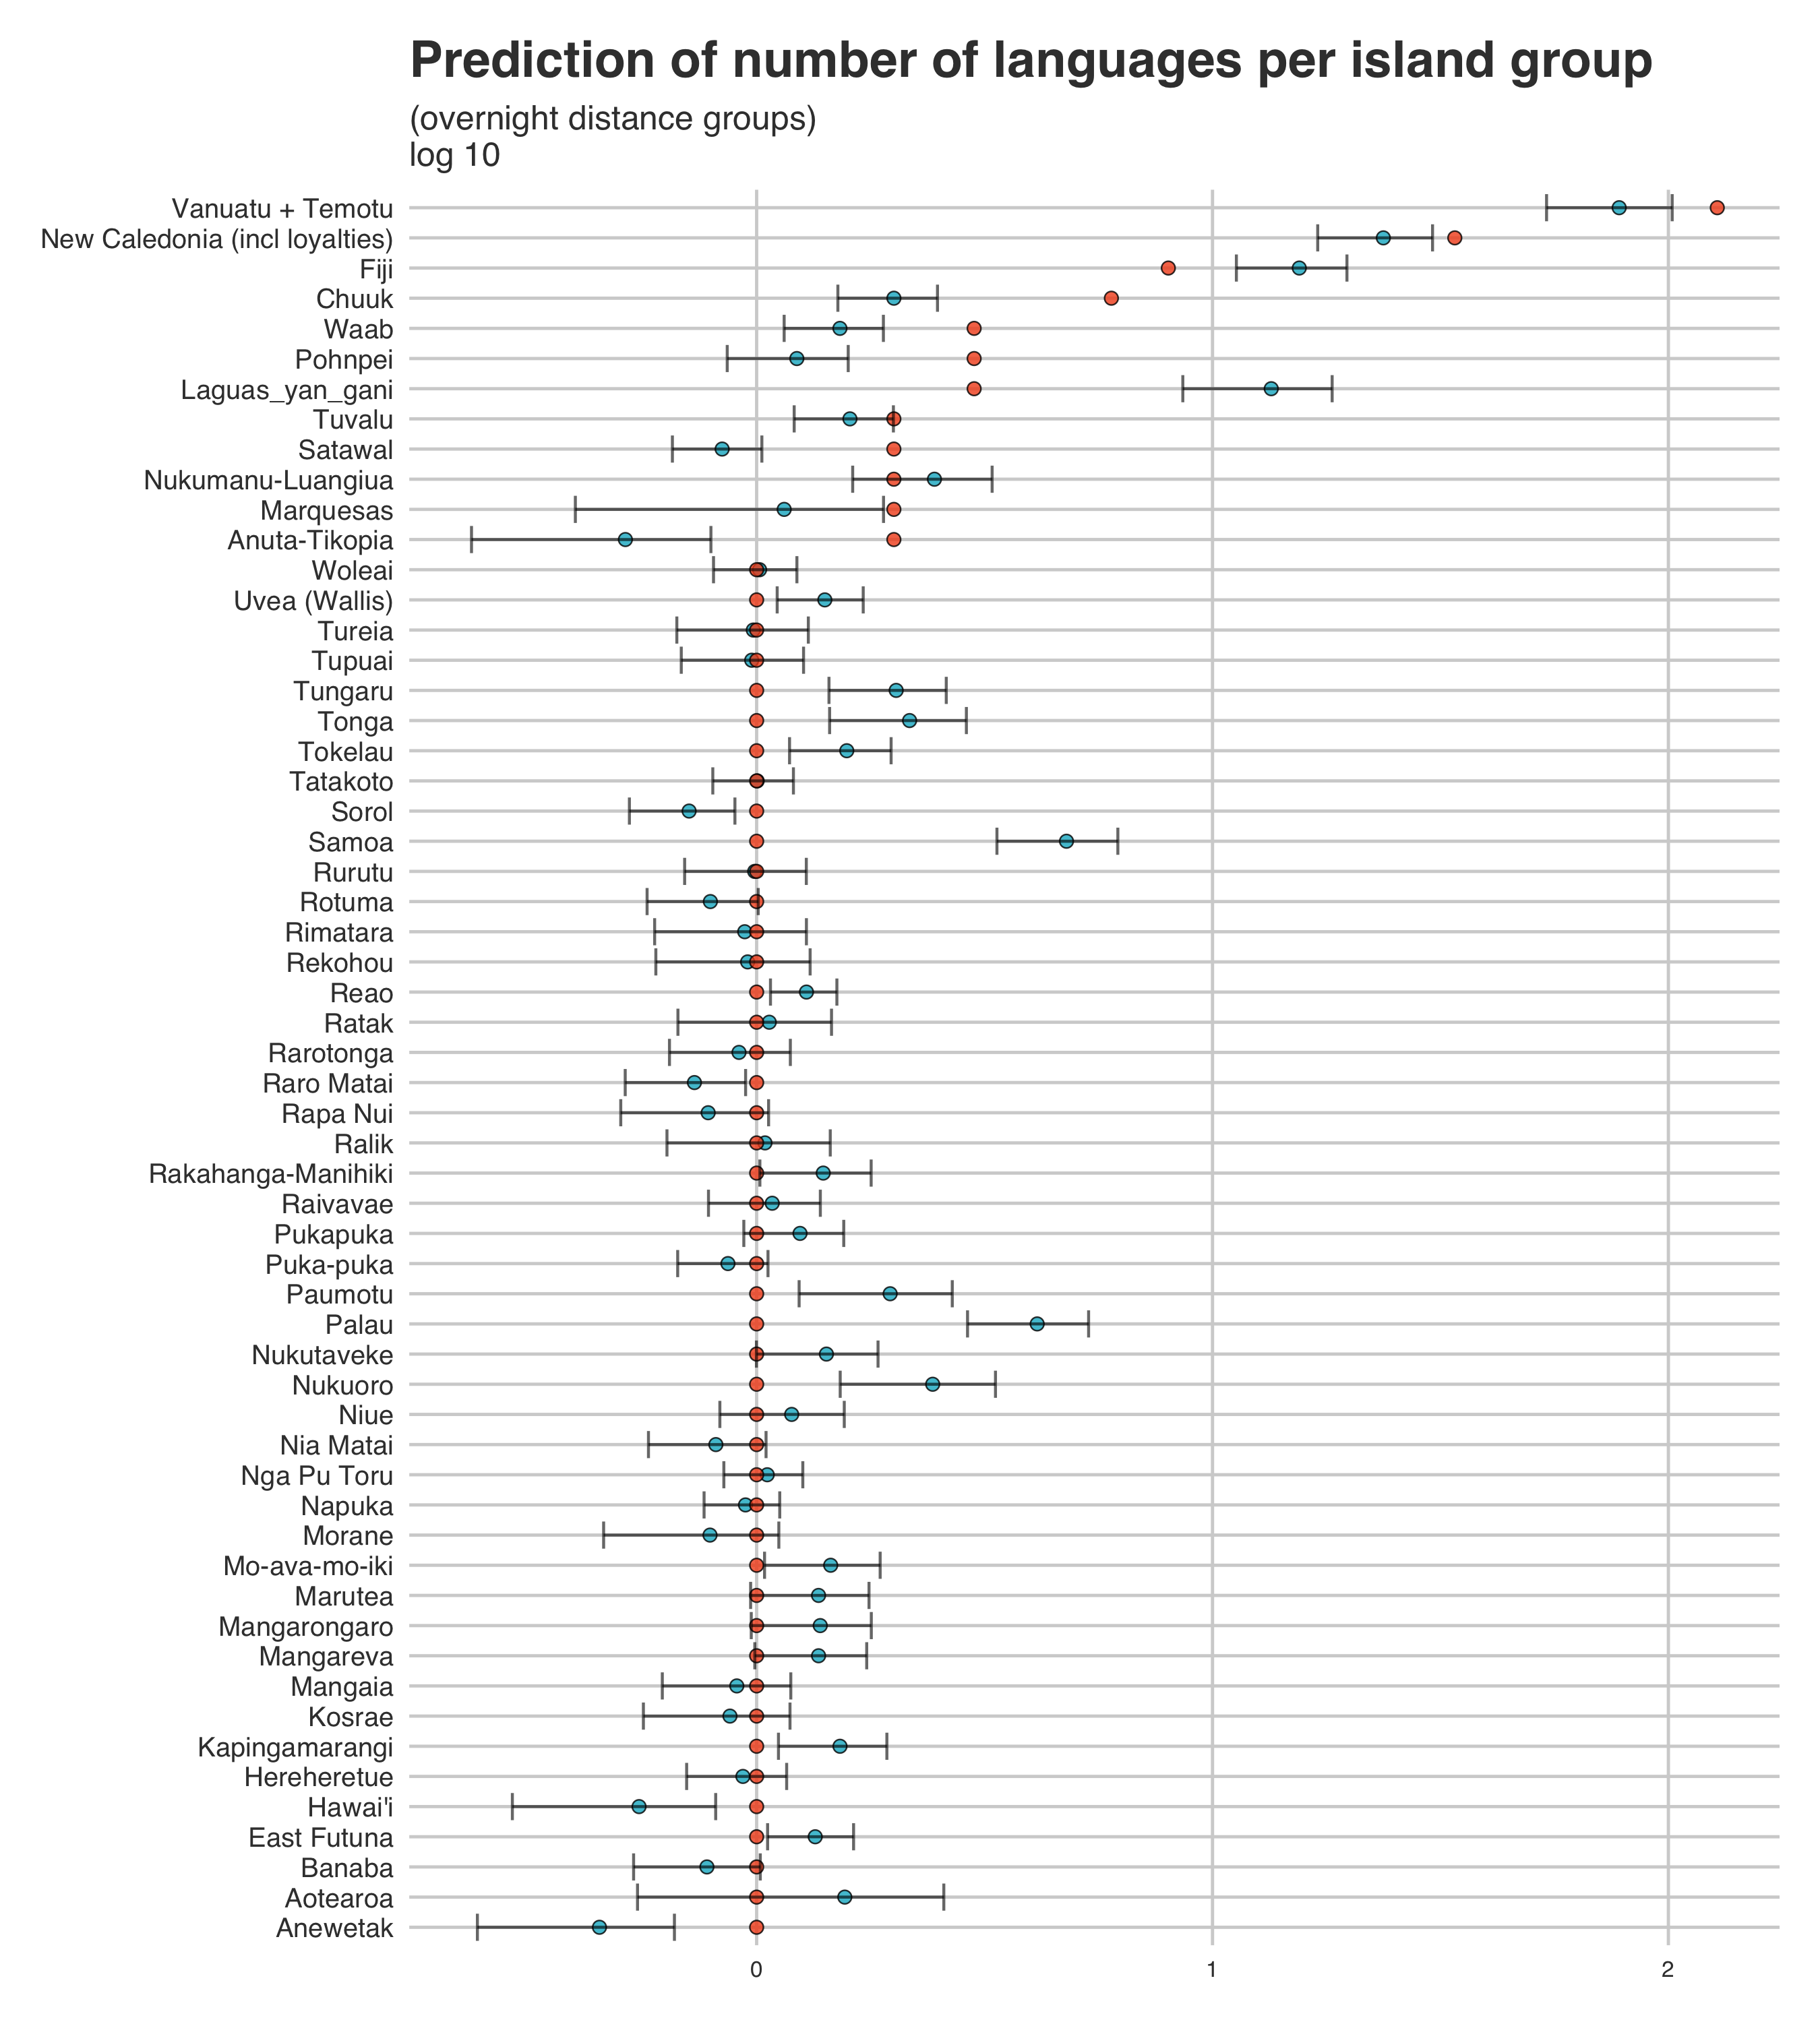 Prediction of number of languages per island group
(overnight distance groups)
log 10
Vanuatu + Temotu
New Caledonia (incl loyalties)
Fiji
Chuuk
Waab
Pohnpei
Laguas_yan_gani
Tuvalu
Satawal
Nukumanu-Luangiua
Marquesas
Anuta-Tikopia
Woleai
Uvea (Wallis)
Tureia
Tupuai
Tungaru
Tonga
Tokelau
Tatakoto
Sorol
Samoa
Rurutu
Rotuma
Rimatara
Rekohou
Reao
Ratak
Rarotonga
Raro Matai
Rapa Nui
Ralik
Rakahanga-Manihiki
Raivavae
Pukapuka
Puka-puka
Paumotu
Palau
Nukutaveke
Nukuoro
Niue
Nia Matai
Nga Pu Toru
Napuka
Morane
Mo-ava-mo-iki
Marutea
Mangarongaro
Mangareva
Mangaia
Kosrae
Kapingamarangi
Hereheretue
Hawai'i
East Futuna
Banaba
Aotearoa
Anewetak
0 1 2